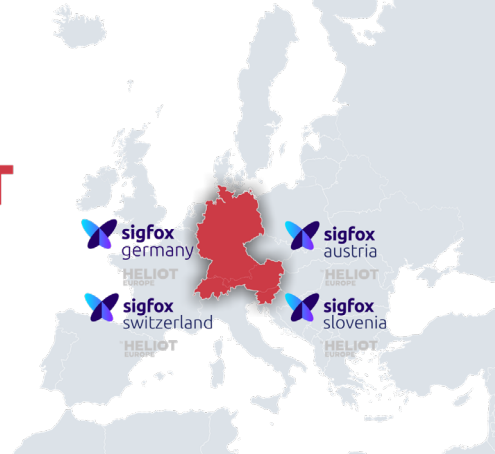 sigfox
germany
HELIOT
EUROPE
sigfox
austria
HELIOT
EUROPE
sigfox
switzerland
HELIOT
EUROPE
sigfox
slovenia
HELIOT
EUROPE